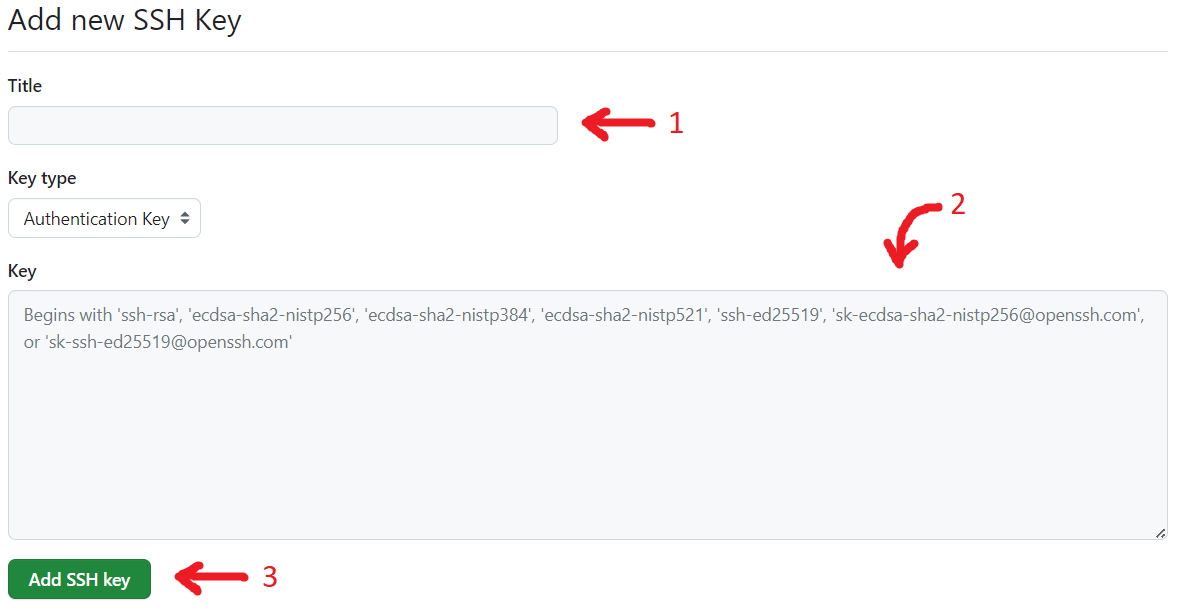 Add new SSH Key
Title
1
Key type
Authentication Key
2
Key
Begins with 'ssh-rsa', 'ecdsa-sha2-nistp256', 'ecdsa-sha2-nistp384', 'ecdsa-sha2-nistp521', 'ssh-ed25519', 'sk-ecdsa-sha2-nistp256@openssh.com',
or 'sk-ssh-ed25519@openssh.com'
Add SSH key
3